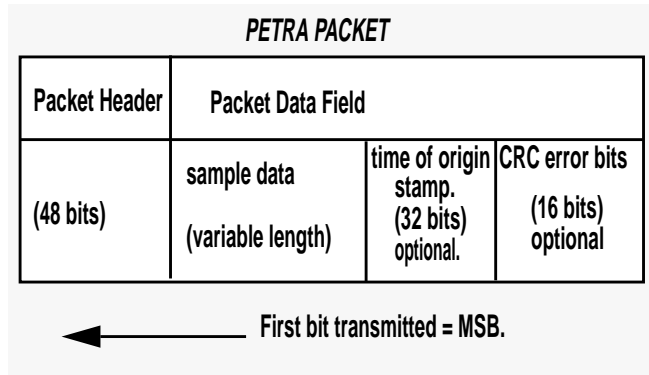 PETRA PACKET
Packet Header
Packet Data Field
(48 bits)
sample data
(variable length)
time of origin
stamp.
(32 bits)
optional.
CRC error bits
(16 bits)
optional
First bit transmitted = MSB.